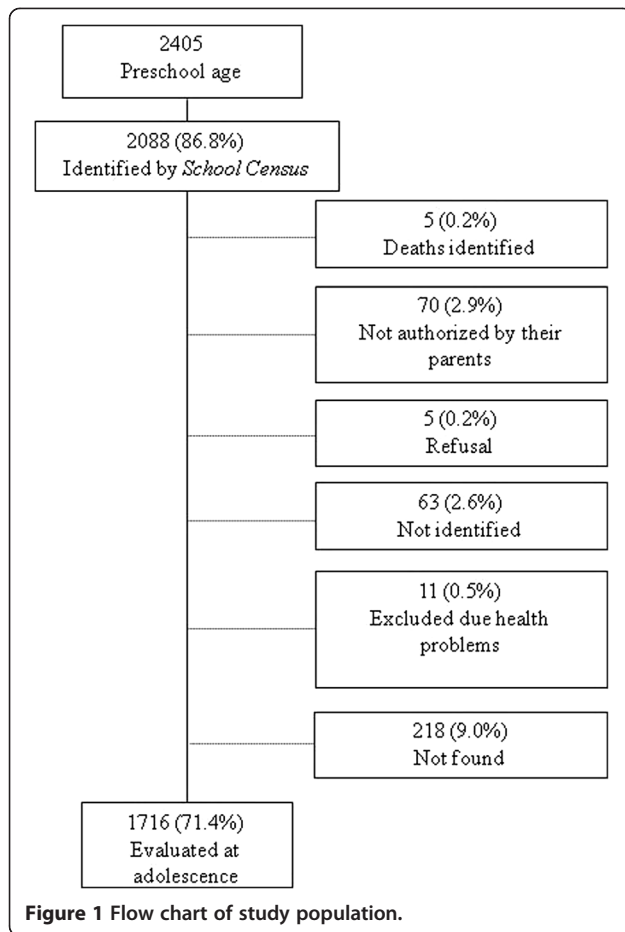 2405
Preschool age
2088 (86.8%)
Identified by School Census
5 (0.2%)
Deaths identified
70 (2.9%)
Not authorized by their
parents
5 (0.2%)
Refusal
63 (2.6%)
Not identified
11 (0.5%)
Excluded due health
problems
218 (9.0%)
Not found
1716 (71.4%)
Evaluated at
adolescence
Figure 1 Flow chart of study population.